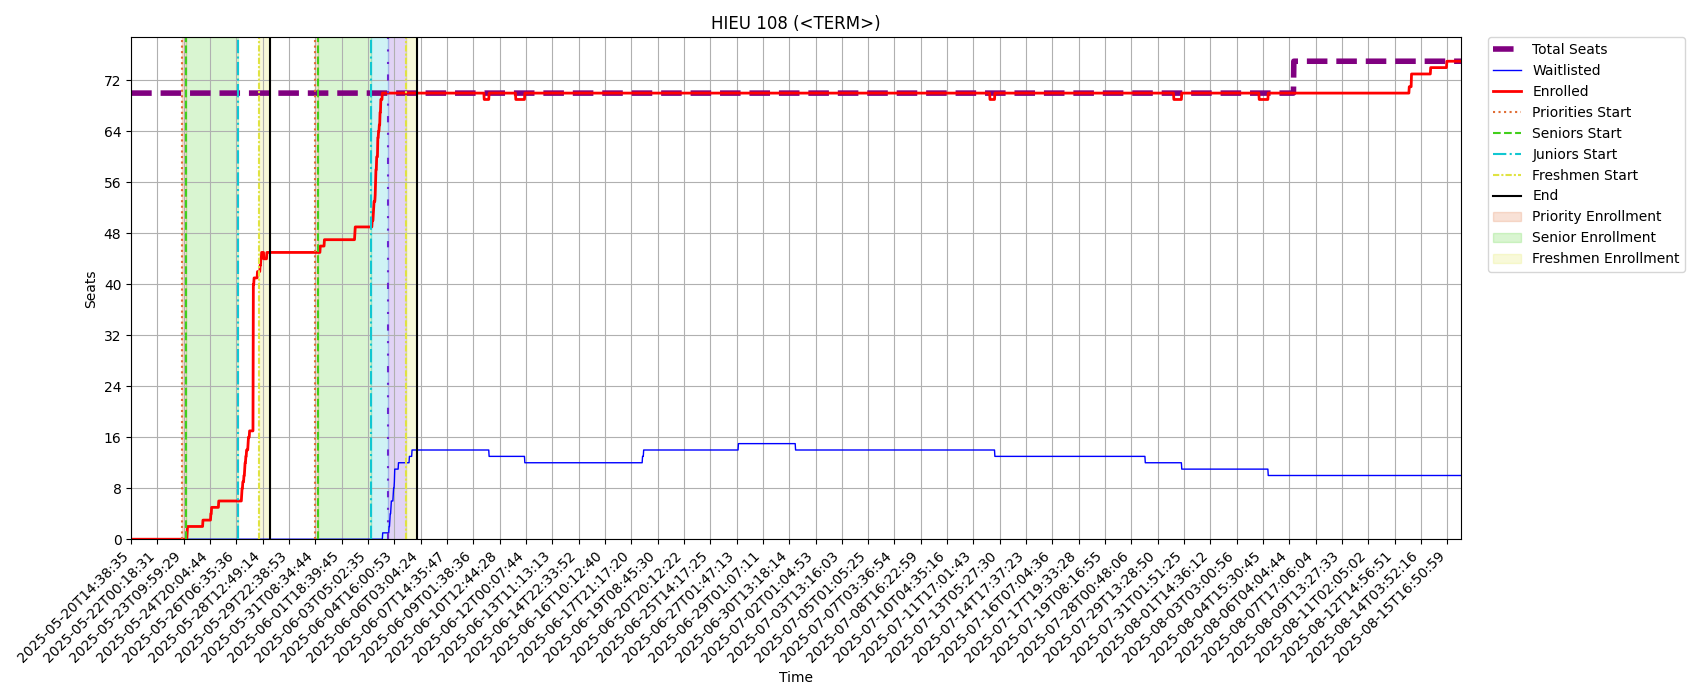 HIEU 108 (<TERM>)
Seats
72
64
56
48
40
32
24
16
8
0
2025-05-20T14:38:35
2025-05-22T00:18:31
2025-05-23T09:59:29
2025-05-24T20:04:44
2025-05-26T06:35:36
2025-05-28T12:49:14
2025-05-29T22:38:53
2025-05-31T08:34:44
2025-06-01T18:39:45
2025-06-03T05:02:35
2025-06-04T16:00:53
2025-06-06T03:04:24
2025-06-07T14:35:47
2025-06-10T01:38:36
2025-06-12T00:44:28
2025-06-12T00:07:44
2025-06-13T11:13:13
2025-06-14T22:33:52
2025-06-16T10:12:40
2025-06-17T21:17:20
2025-06-19T08:45:30
2025-06-20T20:12:22
2025-06-25T14:17:25
2025-06-27T01:47:13
2025-06-29T01:07:11
2025-06-30T13:18:14
2025-07-02T01:04:53
2025-07-03T13:16:03
2025-07-05T01:05:25
2025-07-07T03:36:54
2025-07-08T16:22:59
2025-07-10T04:35:16
2025-07-11T17:01:43
2025-07-13T05:27:30
2025-07-14T17:37:23
2025-07-16T07:04:36
2025-07-17T19:33:28
2025-07-19T08:16:55
2025-07-28T00:48:06
2025-07-29T13:28:50
2025-07-31T01:51:25
2025-08-01T14:36:12
2025-08-03T03:00:56
2025-08-04T15:30:45
2025-08-06T04:04:44
2025-08-07T17:06:04
2025-08-09T13:27:33
2025-08-11T02:05:02
2025-08-12T14:56:51
2025-08-14T03:52:16
2025-08-15T16:50:59
Time
Total Seats
Waitlisted
Enrolled
Priorities Start
Seniors Start
Juniors Start
Freshmen Start
End
Priority Enrollment
Senior Enrollment
Freshmen Enrollment